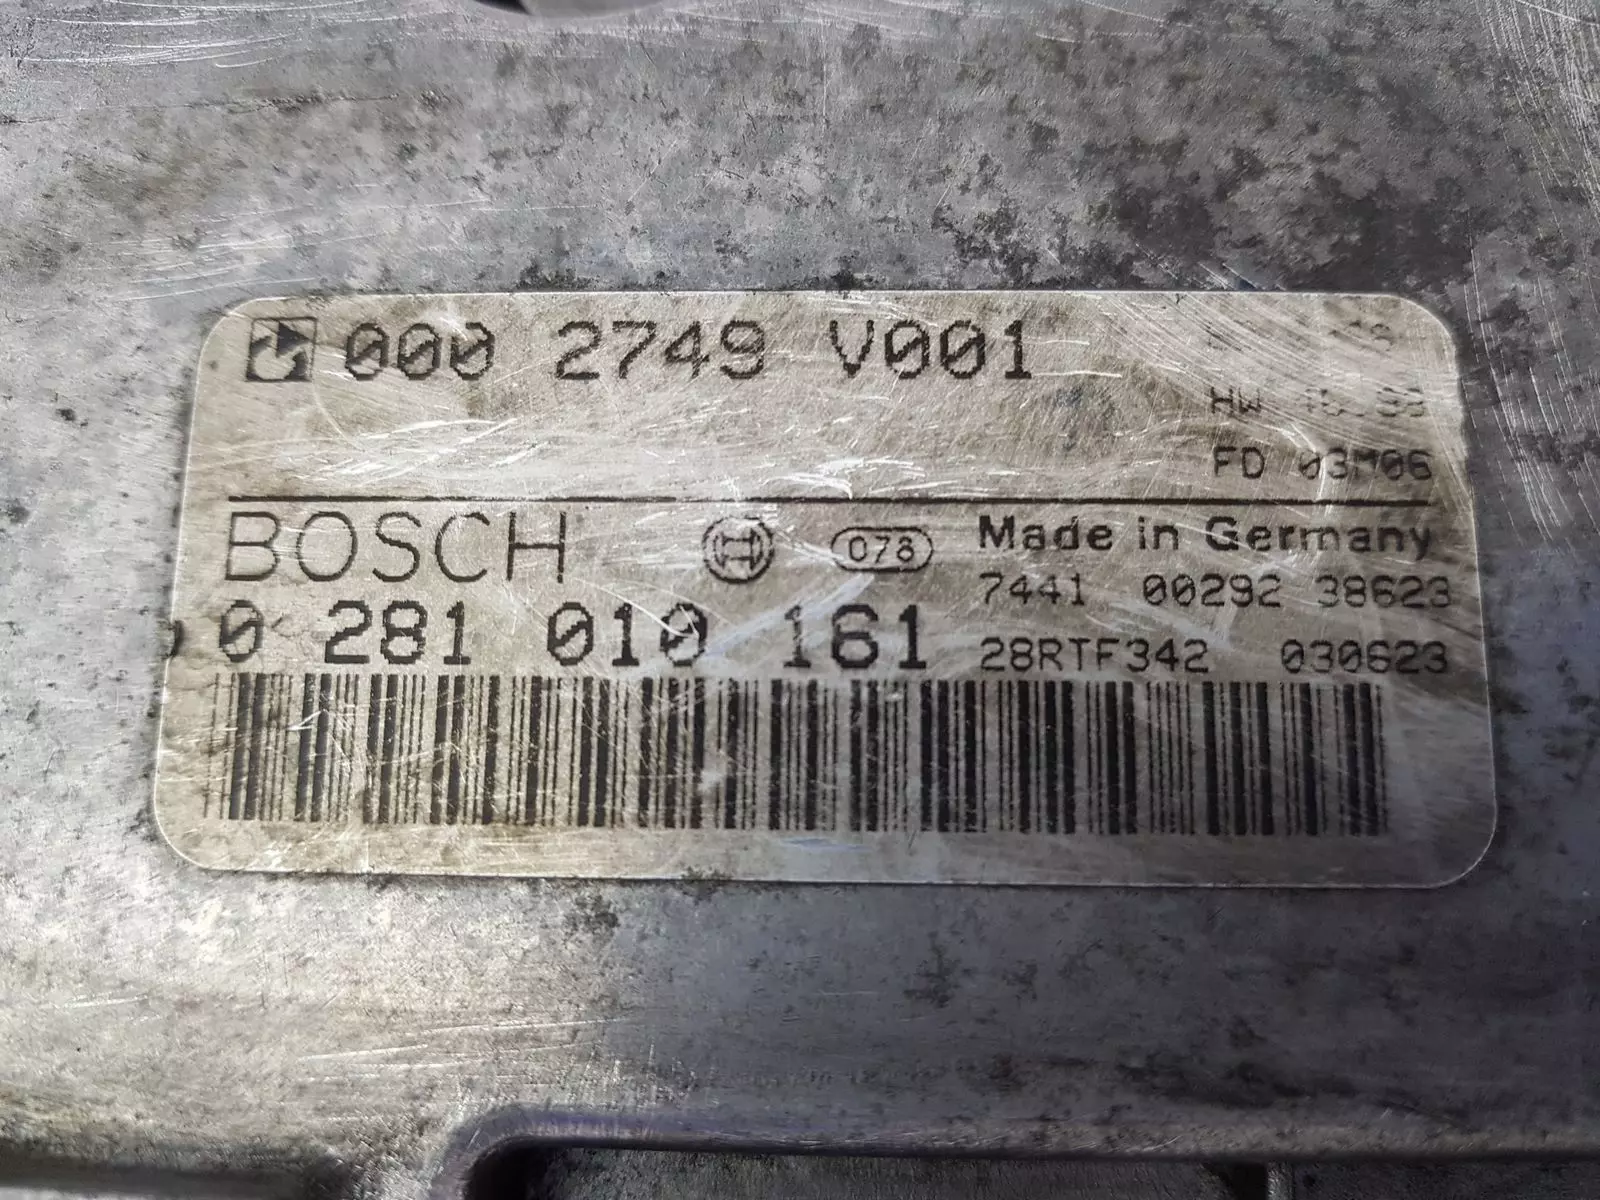 000 2749 V001
HW
FD 03M06
BOSCH 078 Made in Germany
7441 00292 38623
0 281 010 161
28RTF342 030623